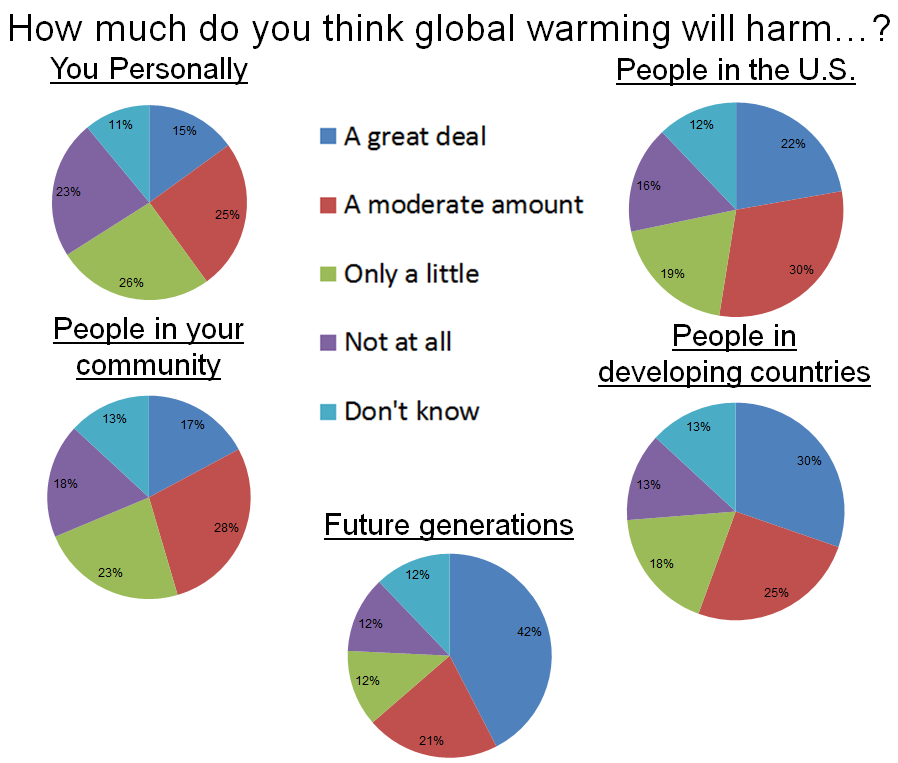 How much do you think global warming will harm...?
You Personally
15%
25%
26%
23%
11%
A great deal
A moderate amount
Only a little
Not at all
Don't know
People in the U.S.
22%
30%
19%
16%
12%
People in your
community
17%
28%
23%
18%
13%
People in
developing countries
30%
25%
18%
13%
13%
Future generations
42%
21%
12%
12%
12%